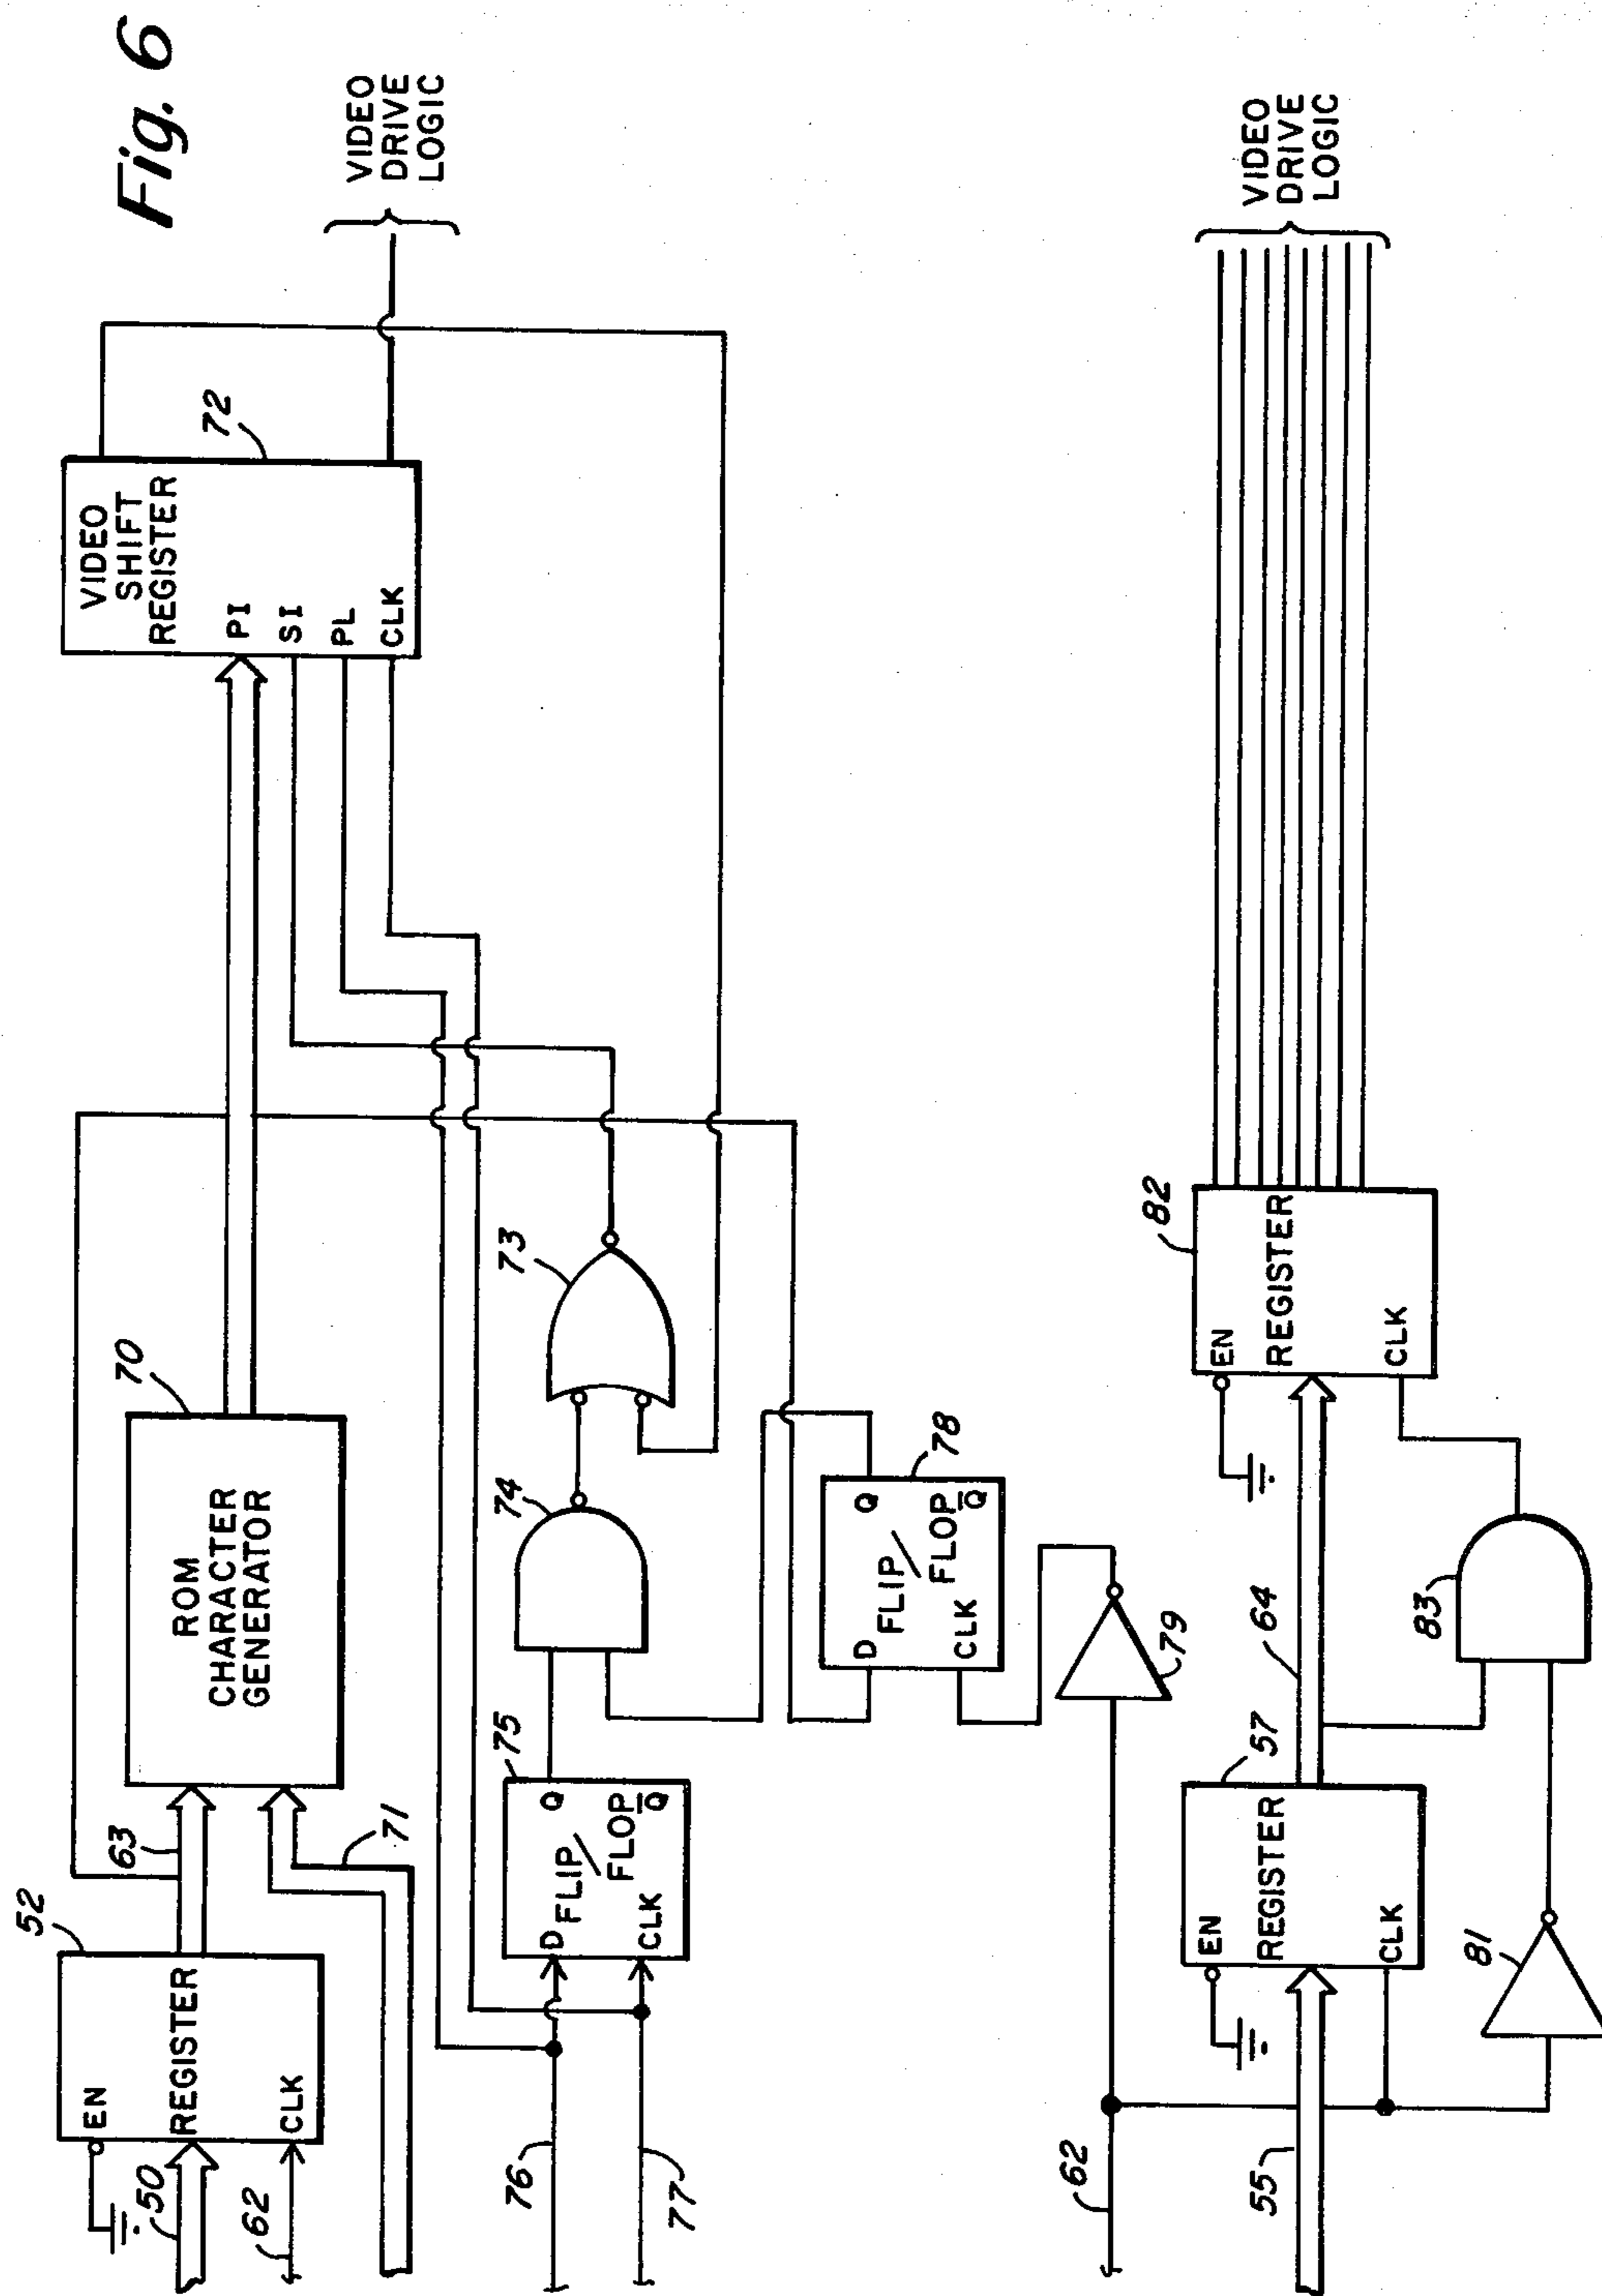 Fig. 6
52
EN
REGISTER
CLK
50
62
63
71
70
ROM
CHARACTER
GENERATOR
72
VIDEO
SHIFT
REGISTER
PI
SI
PL
CLK
VIDEO
DRIVE
LOGIC
76
77
75
D
Q
FLIP/
FLOP
Q̅
CLK
74
73
78
D
Q
FLIP/
FLOP
Q̅
CLK
79
62
55
57
EN
REGISTER
CLK
81
64
83
82
EN
REGISTER
CLK
VIDEO
DRIVE
LOGIC